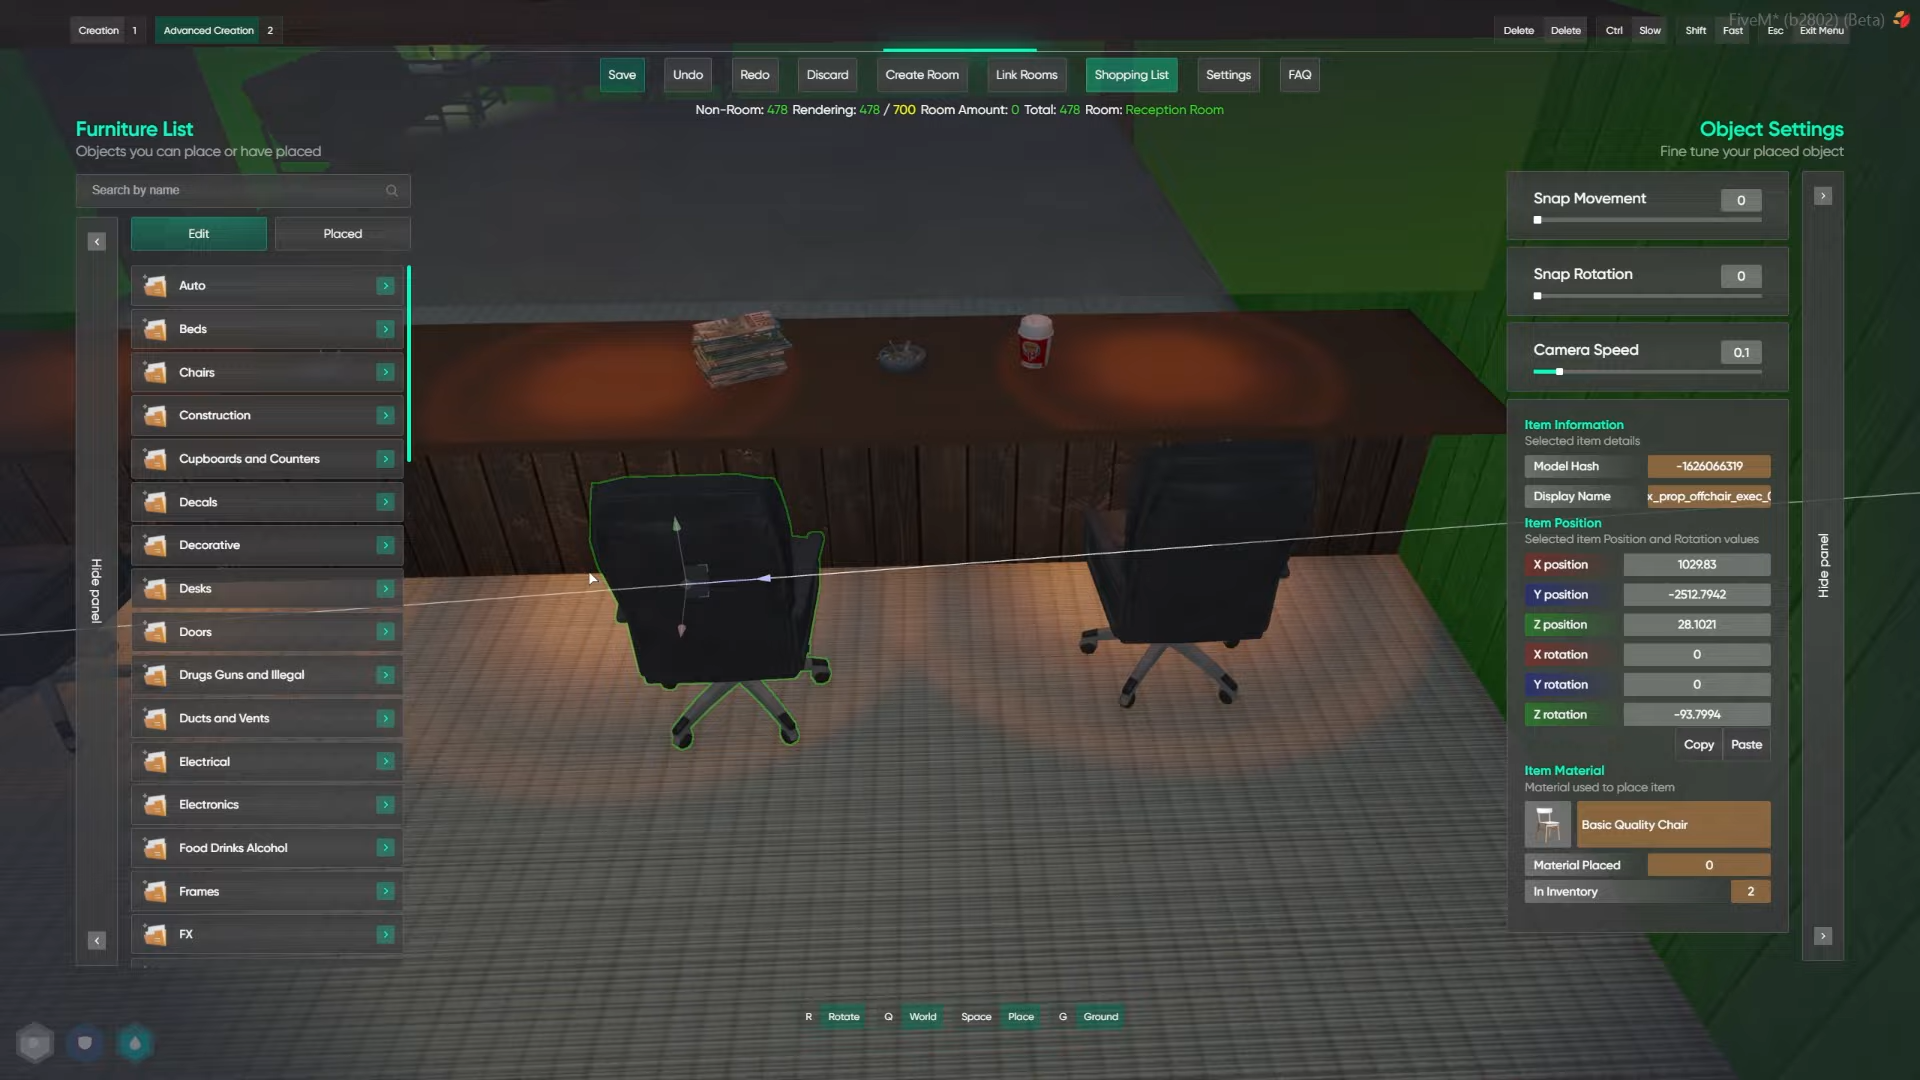 Creation 1 Advanced Creation 2
Delete Delete Ctrl Slow Shift Fast Esc Exit Menu
FiveM* (b2802) (Beta)
Save Undo Redo Discard Create Room Link Rooms Shopping List Settings FAQ
Non-Room: 478 Rendering: 478 / 700 Room Amount: 0 Total: 478 Room: Reception Room
Furniture List
Objects you can place or have placed
Search by name
Edit Placed
Hide panel
Auto
Beds
Chairs
Construction
Cupboards and Counters
Decals
Decorative
Desks
Doors
Drugs Guns and Illegal
Ducts and Vents
Electrical
Electronics
Food Drinks Alcohol
Frames
FX
Object Settings
Fine tune your placed object
Snap Movement 0
Snap Rotation 0
Camera Speed 0.1
Hide panel
Item Information
Selected item details
Model Hash -1626066319
Display Name x_prop_offchair_exec_0
Item Position
Selected item Position and Rotation values
X position 1029.83
Y position -2512.7942
Z position 28.1021
X rotation 0
Y rotation 0
Z rotation -93.7994
Copy Paste
Item Material
Material used to place item
Basic Quality Chair
Material Placed 0
In Inventory 2
R Rotate Q World Space Place G Ground